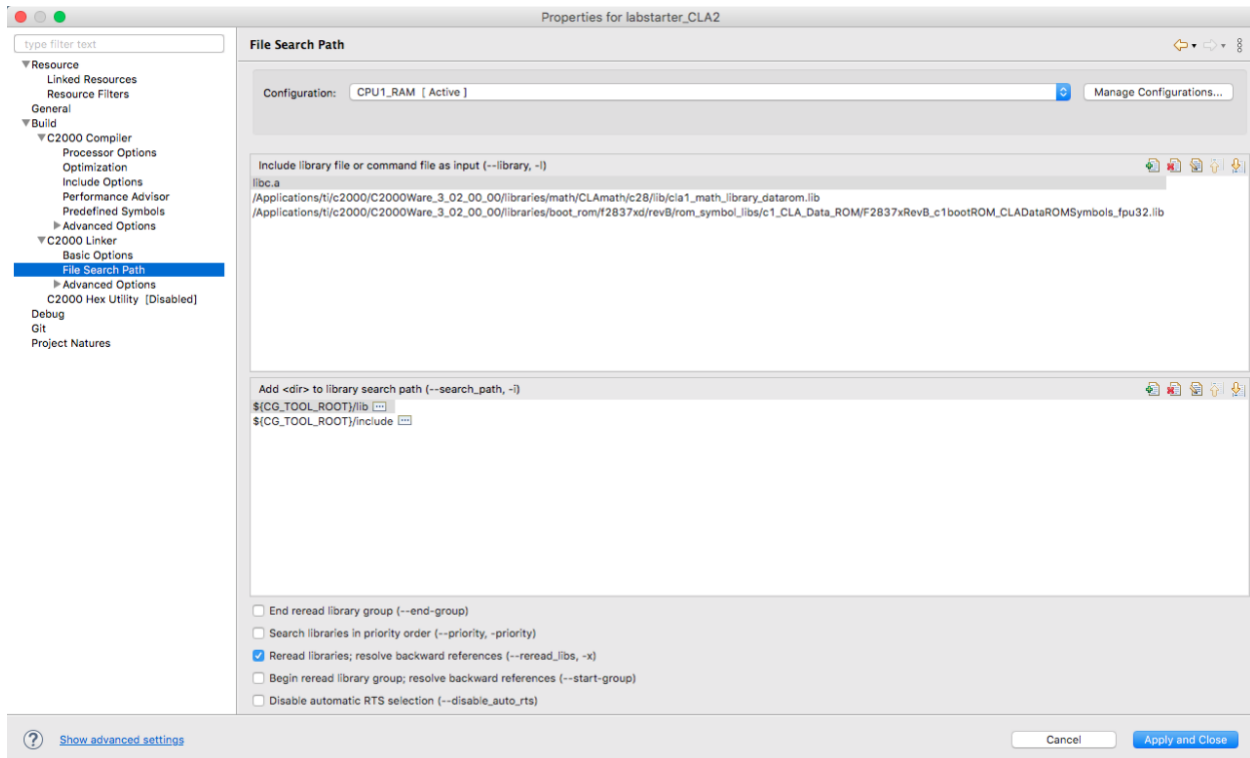 Properties for labstarter_CLA2
type filter text
Resource
Linked Resources
Resource Filters
General
Build
C2000 Compiler
Processor Options
Optimization
Include Options
Performance Advisor
Predefined Symbols
Advanced Options
C2000 Linker
Basic Options
File Search Path
Advanced Options
C2000 Hex Utility [Disabled]
Debug
Git
Project Natures
File Search Path
Configuration: CPU1_RAM [ Active ] Manage Configurations...
Include library file or command file as input (--library, -l)
libc.a
/Applications/ti/c2000/C2000Ware_3_02_00_00/libraries/math/CLAmath/c28/lib/cla1_math_library_datarom.lib
/Applications/ti/c2000/C2000Ware_3_02_00_00/libraries/boot_rom/f2837xd/revB/rom_symbol_libs/c1_CLA_Data_ROM/F2837xRevB_c1bootROM_CLADataROMSymbols_fpu32.lib
Add <dir> to library search path (--search_path, -i)
${CG_TOOL_ROOT}/lib
${CG_TOOL_ROOT}/include
End reread library group (--end-group)
Search libraries in priority order (--priority, -priority)
Reread libraries; resolve backward references (--reread_libs, -x)
Begin reread library group; resolve backward references (--start-group)
Disable automatic RTS selection (--disable_auto_rts)
? Show advanced settings Cancel Apply and Close